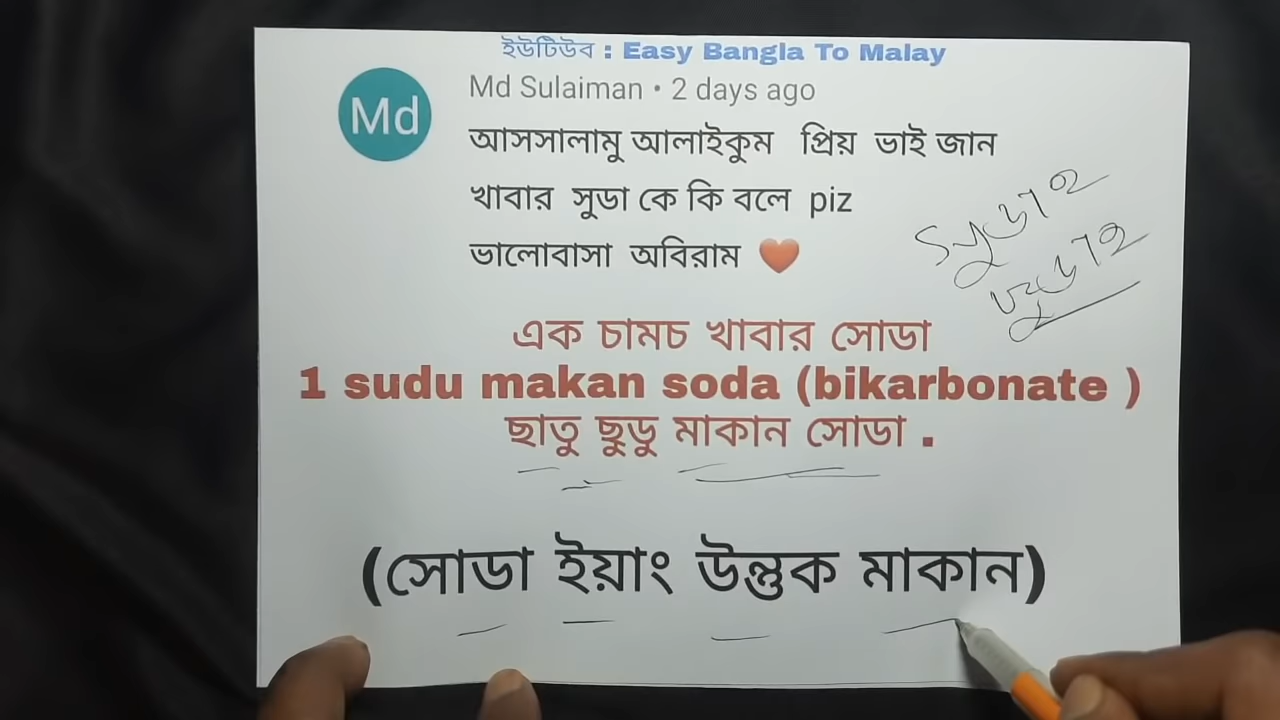 ইউটিউব : Easy Bangla To Malay
Md
Md Sulaiman • 2 days ago
আসসালামু আলাইকুম প্রিয় ভাই জান
খাবার সুডা কে কি বলে piz
ভালোবাসা অবিরাম ❤️
সুডাহ
এক চামচ খাবার সোডা
1 sudu makan soda (bikarbonate )
ছাতু ছুডু মাকান সোডা .
(সোডা ইয়াং উন্তুক মাকান)